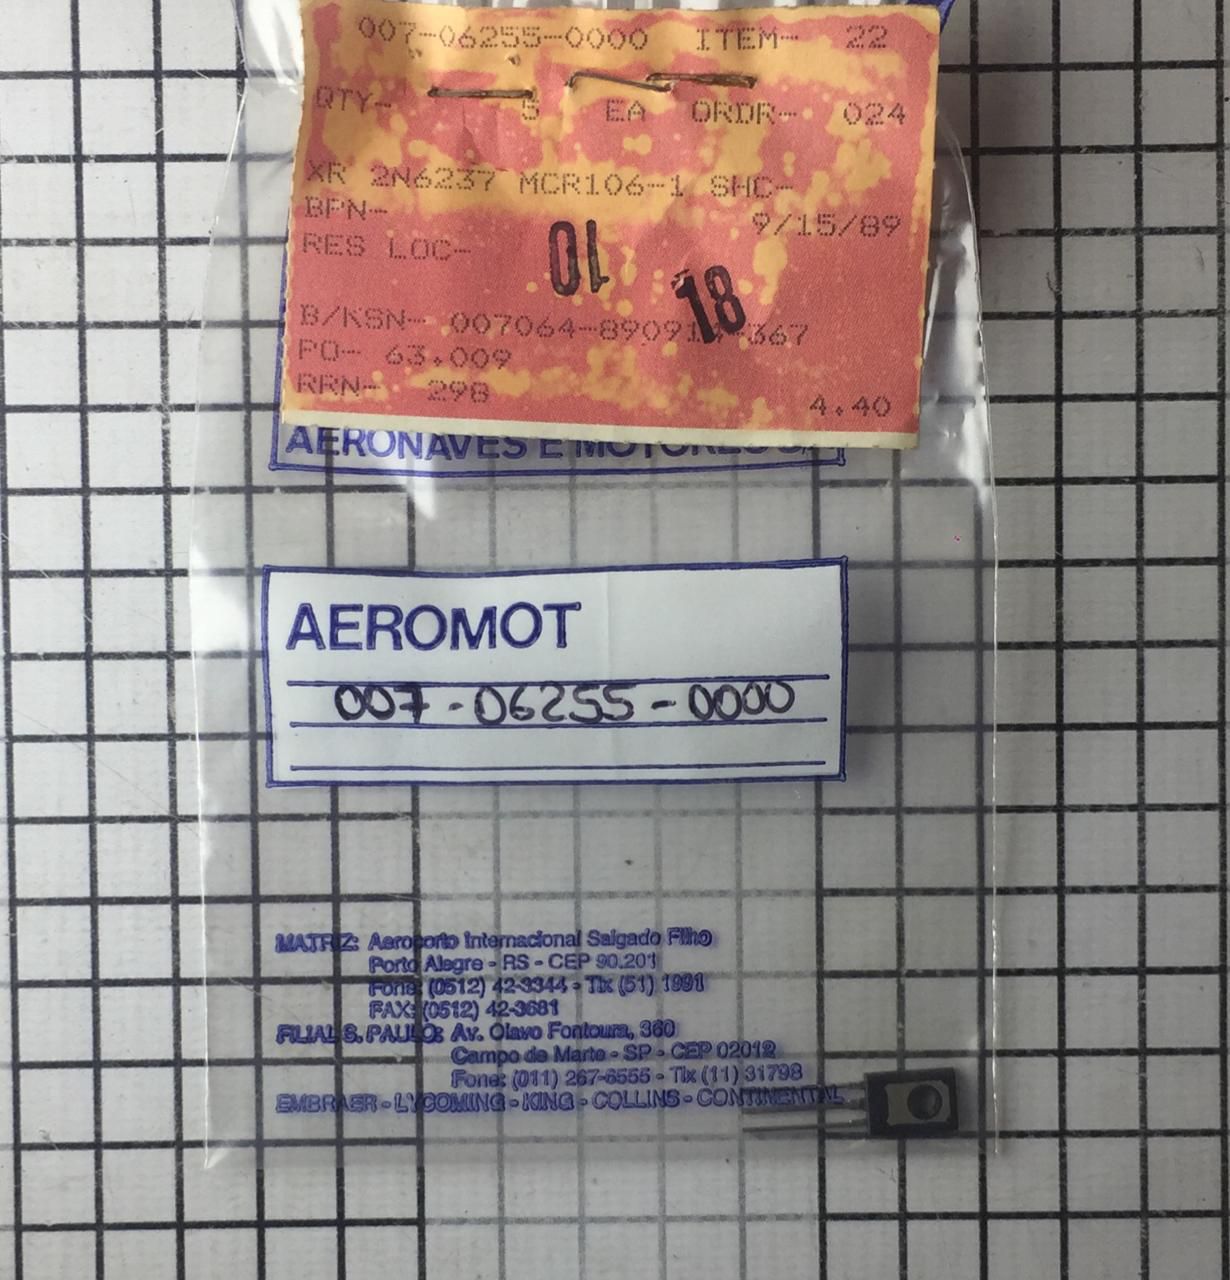 007-06255-0000 ITEM- 22
QTY- 5 EA ORDR- 024
XR 2N6237 MCR106-1 SHC-
BPN- 9/15/89
RES LOC- 01
18
B/KSN- 007064-89091 -367
PO- 63.009
RRN- 298 4.40
AERONAVES E MOTORES S/A
AEROMOT
007-06255-0000
MATRIZ: Aeroporto Internacional Salgado Filho
Porto Alegre - RS - CEP 90.201
Fone: (0512) 42-3344 - Tlx (51) 1991
FAX: (0512) 42-3681
FILIAL S. PAULO: Av. Olavo Fontoura, 360
Campo de Marte - SP - CEP 02012
Fone: (011) 267-6555 - Tlx (11) 31798
EMBRAER - LYCOMING - KING - COLLINS - CONTINENTAL